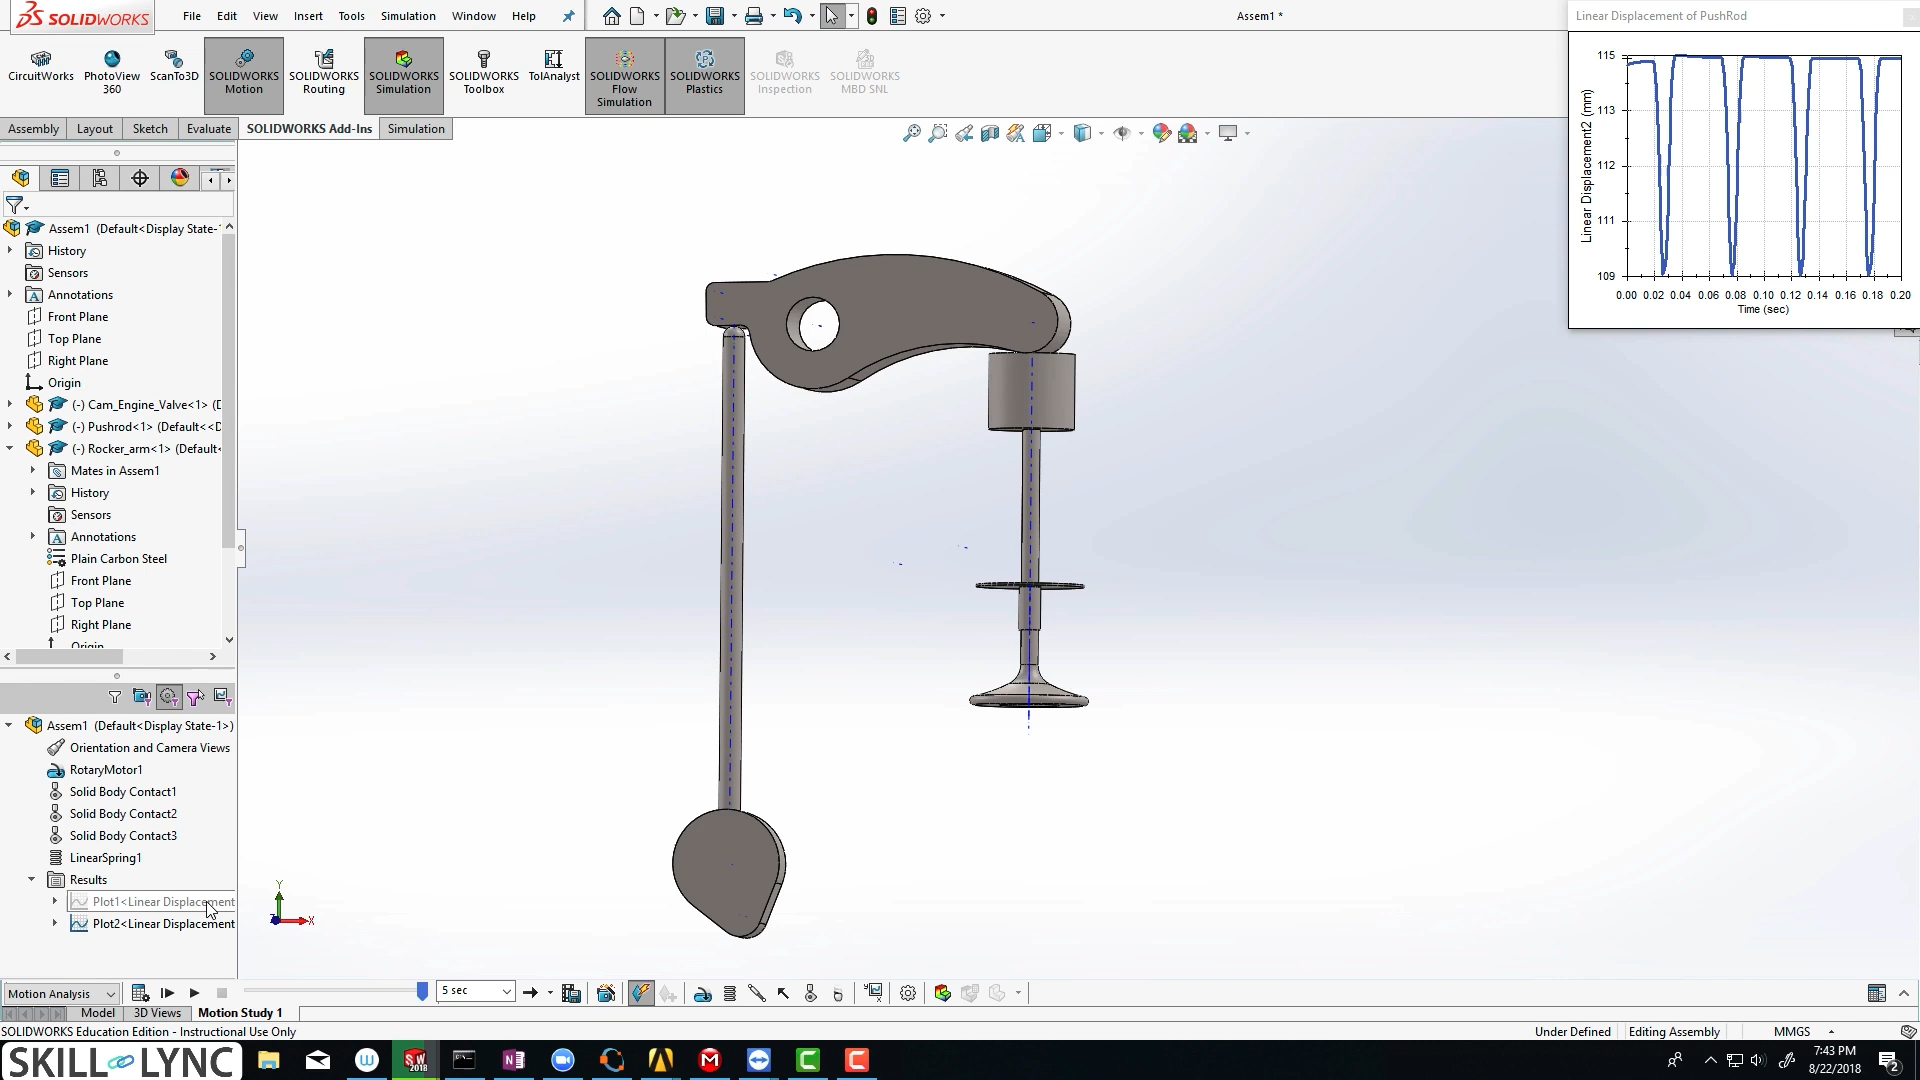 SOLIDWORKS
File Edit View Insert Tools Simulation Window Help
Assem1 *
Linear Displacement of PushRod
CircuitWorks
PhotoView 360
ScanTo3D
SOLIDWORKS Motion
SOLIDWORKS Routing
SOLIDWORKS Simulation
SOLIDWORKS Toolbox
TolAnalyst
SOLIDWORKS Flow Simulation
SOLIDWORKS Plastics
SOLIDWORKS Inspection
SOLIDWORKS MBD SNL
Assembly Layout Sketch Evaluate SOLIDWORKS Add-Ins Simulation
Linear Displacement2 (mm)
115
113
112
111
109
0.00 0.02 0.04 0.06 0.08 0.10 0.12 0.14 0.16 0.18 0.20
Time (sec)
Assem1 (Default<Display State-1
History
Sensors
Annotations
Front Plane
Top Plane
Right Plane
Origin
(-) Cam_Engine_Valve<1> (D
(-) Pushrod<1> (Default<<D
(-) Rocker_arm<1> (Default<
Mates in Assem1
History
Sensors
Annotations
Plain Carbon Steel
Front Plane
Top Plane
Right Plane
Origin
Assem1 (Default<Display State-1>)
Orientation and Camera Views
RotaryMotor1
Solid Body Contact1
Solid Body Contact2
Solid Body Contact3
LinearSpring1
Results
Plot1<Linear Displacement
Plot2<Linear Displacement
Y
X
Motion Analysis
5 sec
Model 3D Views Motion Study 1
SOLIDWORKS Education Edition - Instructional Use Only
Under Defined Editing Assembly MMGS
SKILL LYNC
SW 2018
7:43 PM
8/22/2018
2